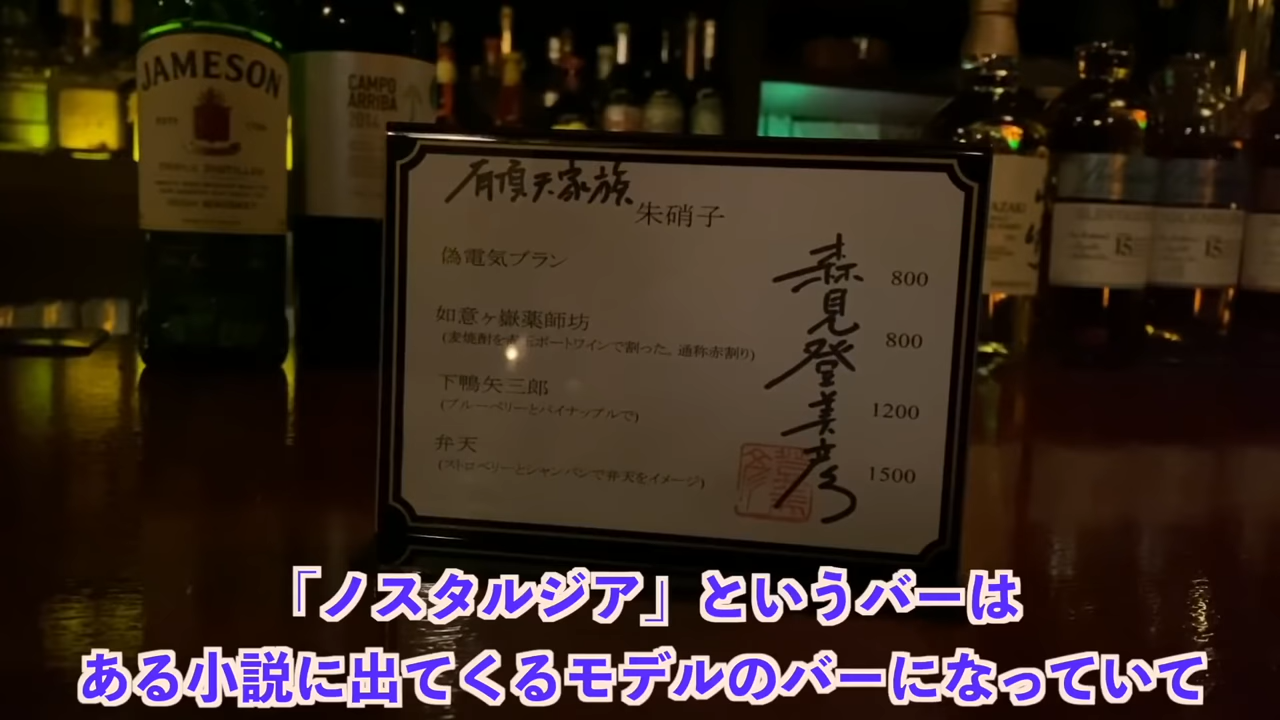 JAMESON
CAMPO
ARRIBA
2014
有頂天家族
朱硝子
偽電気ブラン 800
如意ヶ嶽薬師坊 800
(麦焼酎を赤玉ポートワインで割った。通称赤割り)
下鴨矢三郎 1200
(ブルーベリーとパイナップルで)
弁天 1500
(ストロベリーとシャンパンで弁天をイメージ)
森見登美彦
15
15
「ノスタルジア」というバーは
ある小説に出てくるモデルのバーになっていて